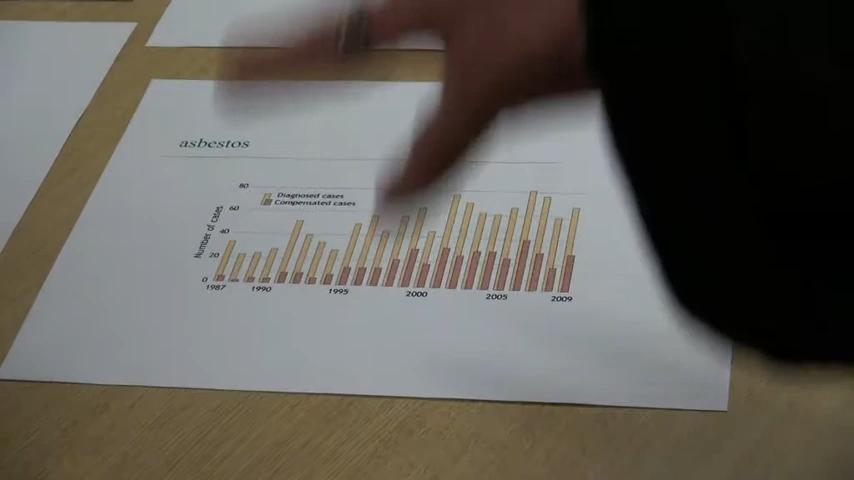 asbestos
80
Diagnosed cases
Compensated cases
60
40
20
0
Number of cases
1987 1990 1995 2000 2005 2009